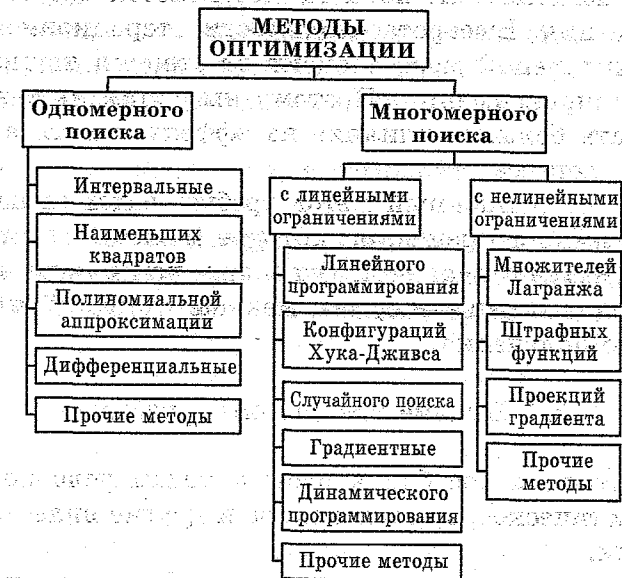 МЕТОДЫ
ОПТИМИЗАЦИИ
Одномерного
поиска
Интервальные
Наименьших
квадратов
Полиномиальной
аппроксимации
Дифференциальные
Прочие методы
Многомерного
поиска
с линейными
ограничениями
Линейного
программирования
Конфигураций
Хука-Дживса
Случайного поиска
Градиентные
Динамического
программирования
Прочие методы
с нелинейными
ограничениями
Множителей
Лагранжа
Штрафных
функций
Проекций
градиента
Прочие
методы